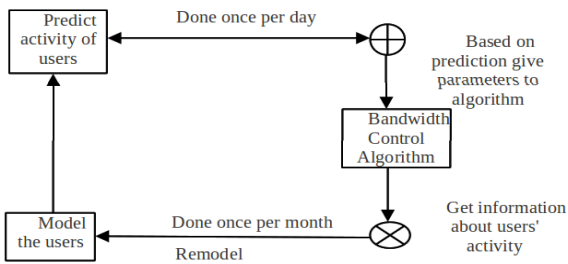 Predict
activity of
users
Done once per day
Based on
prediction give
parameters to
algorithm
Bandwidth
Control
Algorithm
Model
the users
Done once per month
Remodel
Get information
about users'
activity